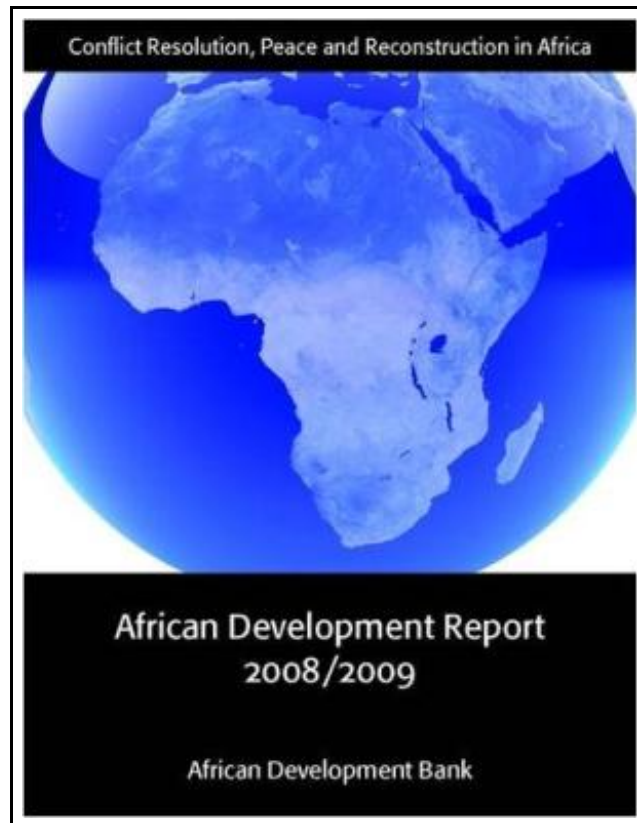 Conflict Resolution, Peace and Reconstruction in Africa
African Development Report
2008/2009
African Development Bank